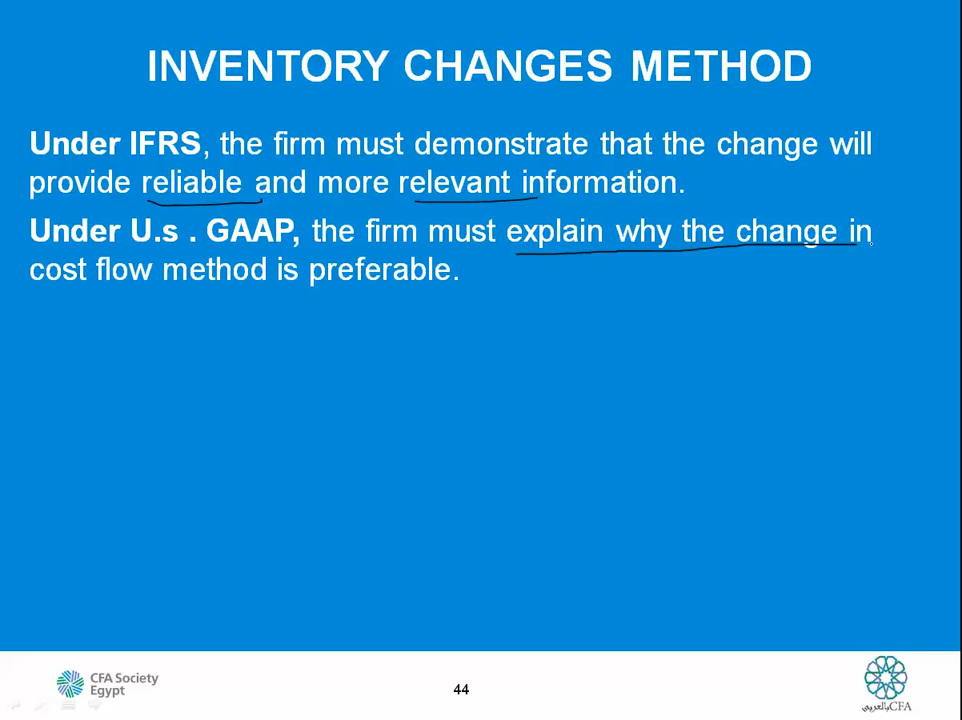 INVENTORY CHANGES METHOD
Under IFRS, the firm must demonstrate that the change will
provide reliable and more relevant information.
Under U.s . GAAP, the firm must explain why the change in
cost flow method is preferable.
CFA Society
Egypt
44
CFAبالعربي